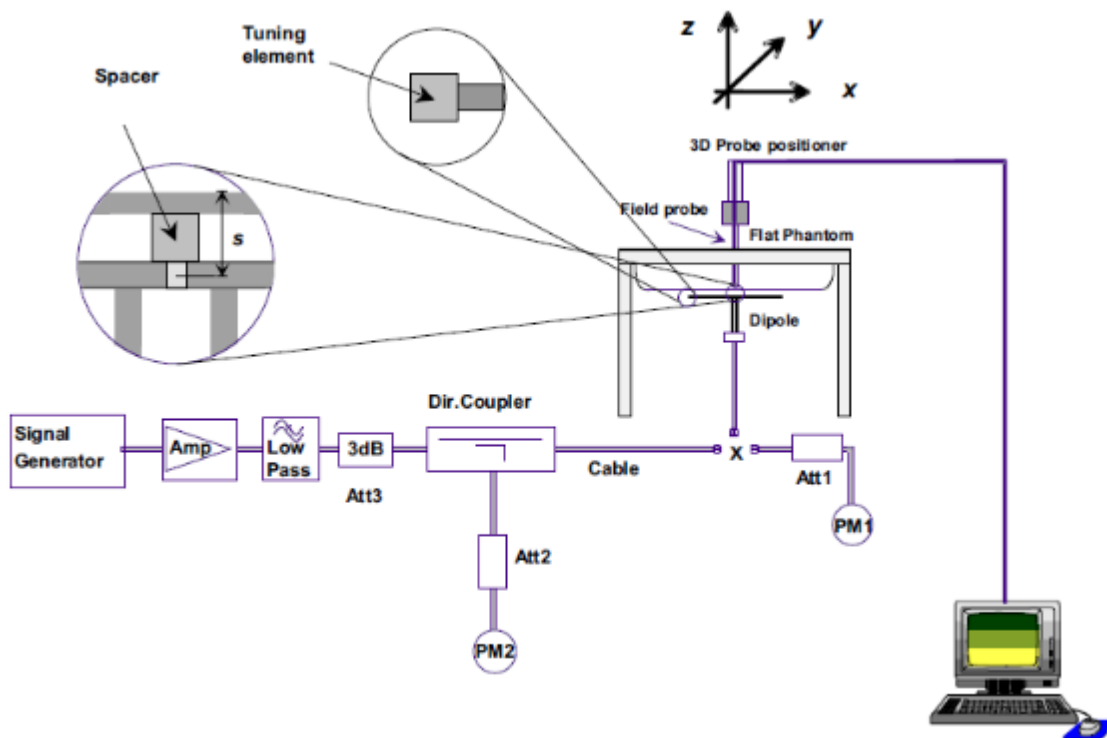 Tuning
element
Spacer
s
z
y
x
3D Probe positioner
Field probe
Flat Phantom
Dipole
Dir.Coupler
Signal
Generator
Amp
Low
Pass
3dB
Att3
Cable
X
Att1
PM1
Att2
PM2